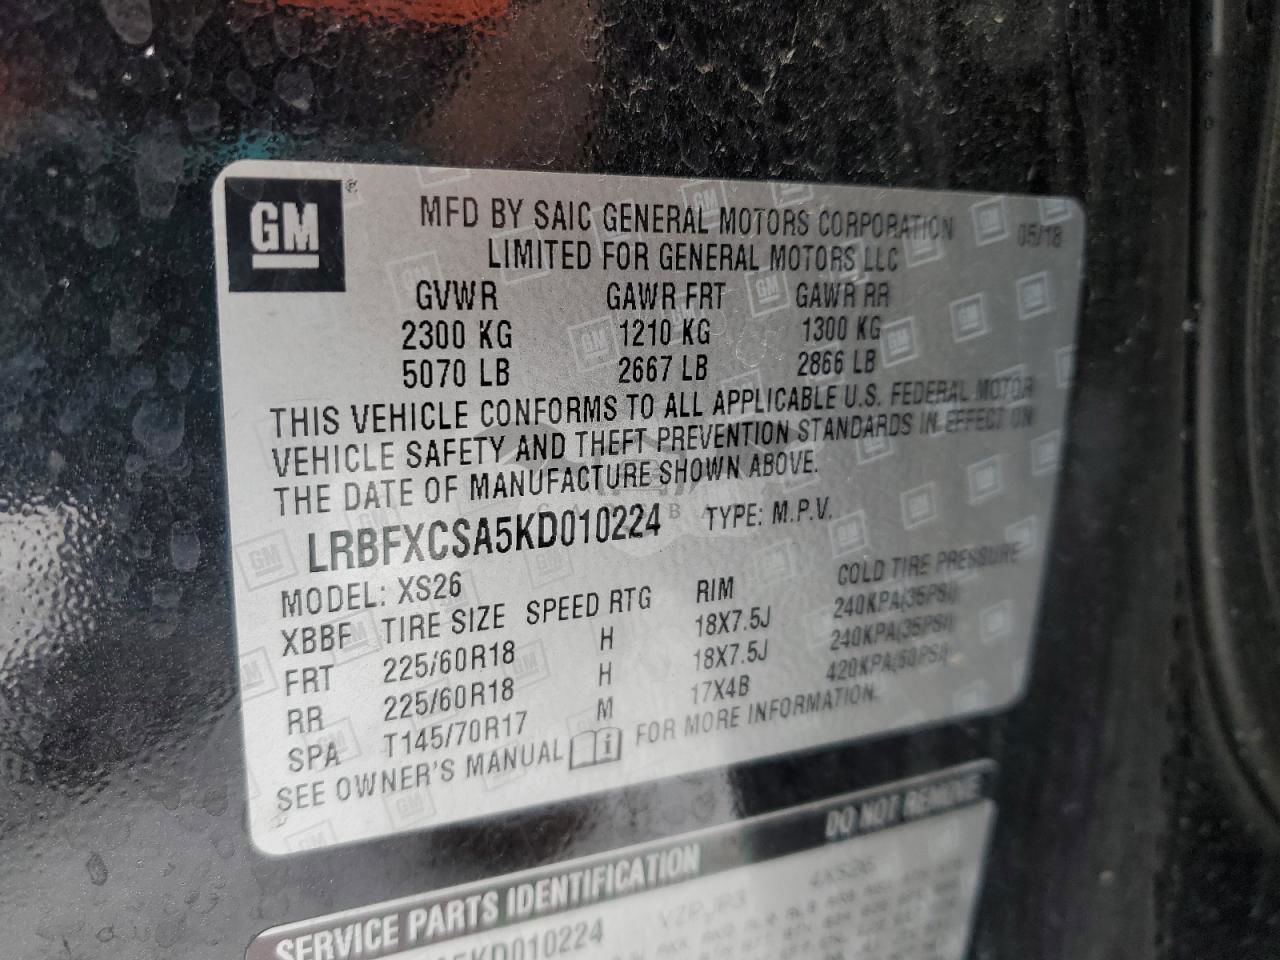 GM ®
MFD BY SAIC GENERAL MOTORS CORPORATION 05/18
LIMITED FOR GENERAL MOTORS LLC
GVWR GAWR FRT GAWR RR
2300 KG 1210 KG 1300 KG
5070 LB 2667 LB 2866 LB
THIS VEHICLE CONFORMS TO ALL APPLICABLE U.S. FEDERAL MOTOR
VEHICLE SAFETY AND THEFT PREVENTION STANDARDS IN EFFECT ON
THE DATE OF MANUFACTURE SHOWN ABOVE.
LRBFXCSA5KD010224 TYPE: M.P.V.
MODEL: XS26
XBBF TIRE SIZE SPEED RTG RIM COLD TIRE PRESSURE
FRT 225/60R18 H 18X7.5J 240KPA(35PSI)
RR 225/60R18 H 18X7.5J 240KPA(35PSI)
SPA T145/70R17 M 17X4B 420KPA(60PSI)
SEE OWNER'S MANUAL FOR MORE INFORMATION.
SERVICE PARTS IDENTIFICATION DO NOT REMOVE
5KD010224 4XS26